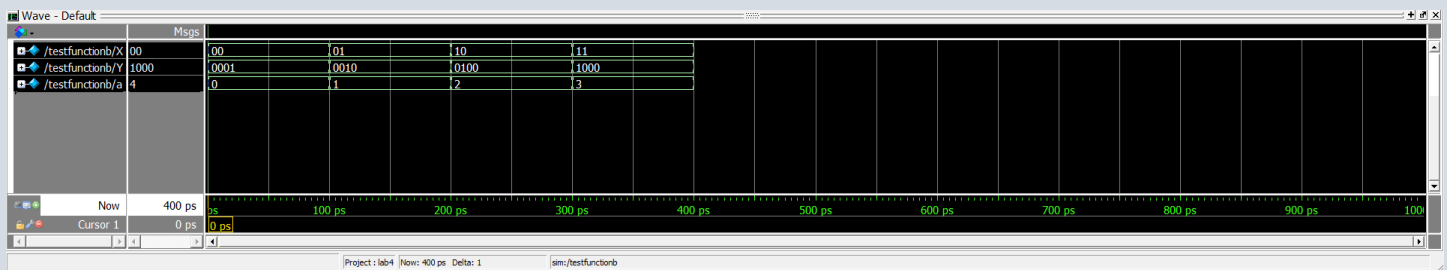 Wave - Default
Msgs
/testfunctionb/X 00 00 01 10 11
/testfunctionb/Y 1000 0001 0010 0100 1000
/testfunctionb/a 4 0 1 2 3
Now 400 ps ps 100 ps 200 ps 300 ps 400 ps 500 ps 600 ps 700 ps 800 ps 900 ps 100
Cursor 1 0 ps 0 ps
Project : lab4 Now: 400 ps Delta: 1 sim:/testfunctionb